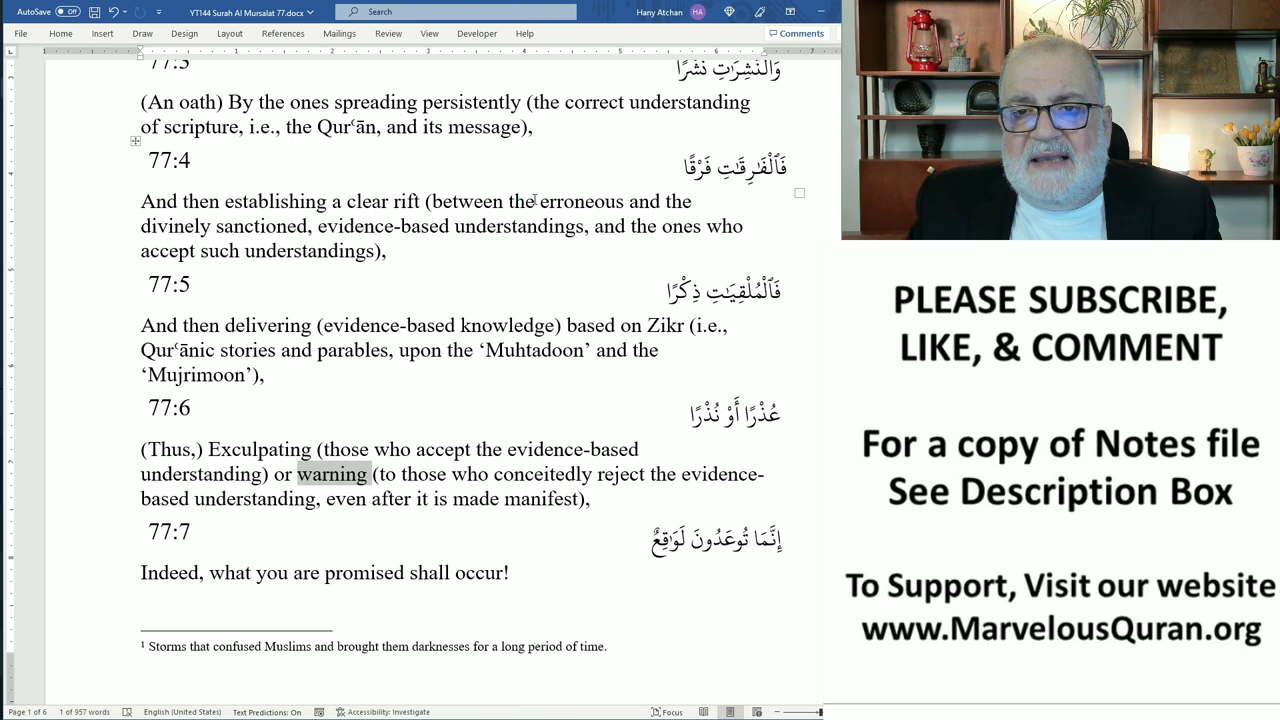 AutoSave Off
YT144 Surah Al Mursalat 77.docx
Search
Hany Atchan
HA
File Home Insert Draw Design Layout References Mailings Review View Developer Help
Comments
77:3 وَٱلنَّٰشِرَٰتِ نَشْرًا
(An oath) By the ones spreading persistently (the correct understanding
of scripture, i.e., the Qurʿān, and its message),
77:4 فَٱلْفَٰرِقَٰتِ فَرْقًا
And then establishing a clear rift (between the erroneous and the
divinely sanctioned, evidence-based understandings, and the ones who
accept such understandings),
77:5 فَٱلْمُلْقِيَٰتِ ذِكْرًا
And then delivering (evidence-based knowledge) based on Zikr (i.e.,
Qurʿānic stories and parables, upon the ‘Muhtadoon’ and the
‘Mujrimoon’),
77:6 عُذْرًا أَوْ نُذْرًا
(Thus,) Exculpating (those who accept the evidence-based
understanding) or warning (to those who conceitedly reject the evidence-
based understanding, even after it is made manifest),
77:7 إِنَّمَا تُوعَدُونَ لَوَٰقِعٌ
Indeed, what you are promised shall occur!
1 Storms that confused Muslims and brought them darknesses for a long period of time.
Page 1 of 6 1 of 957 words English (United States) Text Predictions: On Accessibility: Investigate Focus
PLEASE SUBSCRIBE,
LIKE, & COMMENT
For a copy of Notes file
See Description Box
To Support, Visit our website
www.MarvelousQuran.org